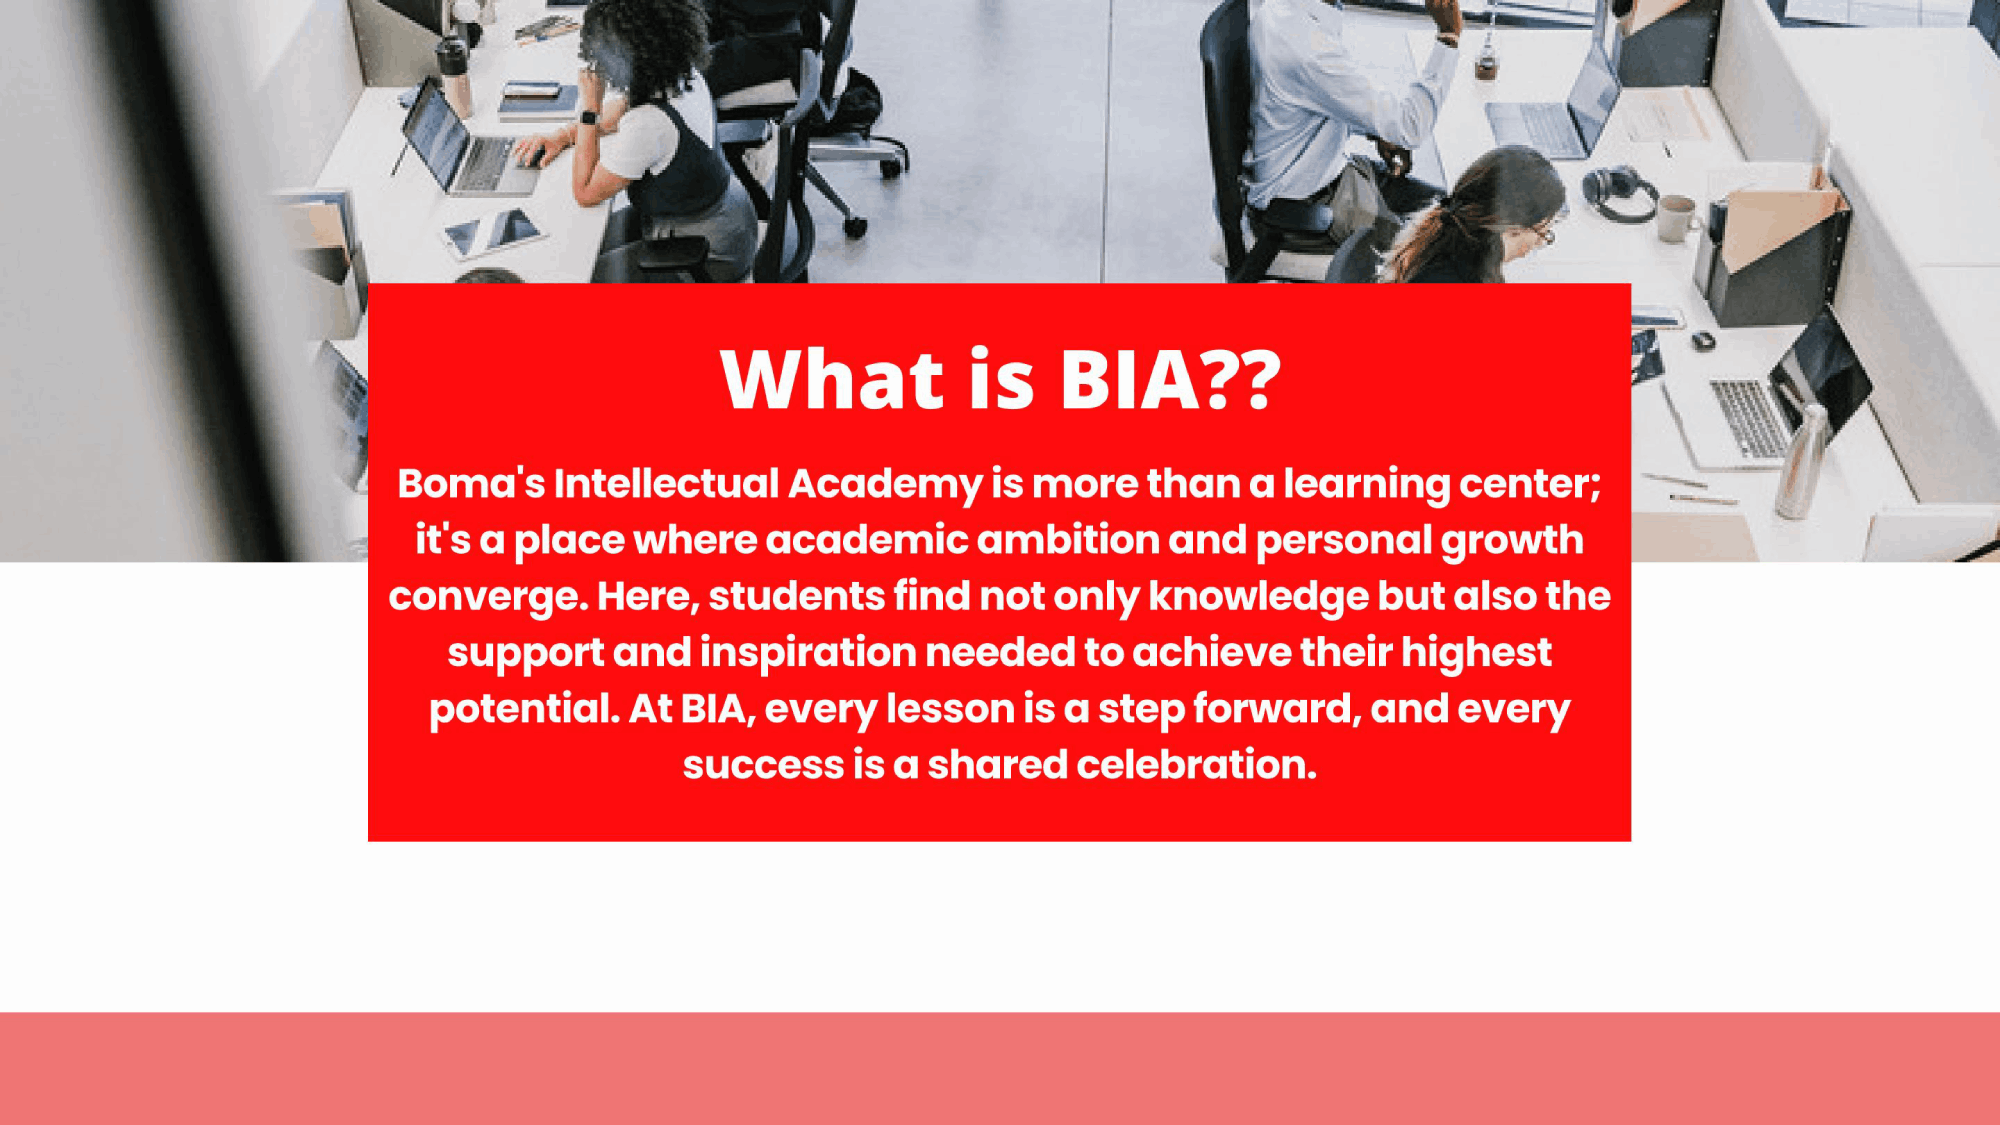 What is BIA??
Boma's Intellectual Academy is more than a learning center;
it's a place where academic ambition and personal growth
converge. Here, students find not only knowledge but also the
support and inspiration needed to achieve their highest
potential. At BIA, every lesson is a step forward, and every
success is a shared celebration.